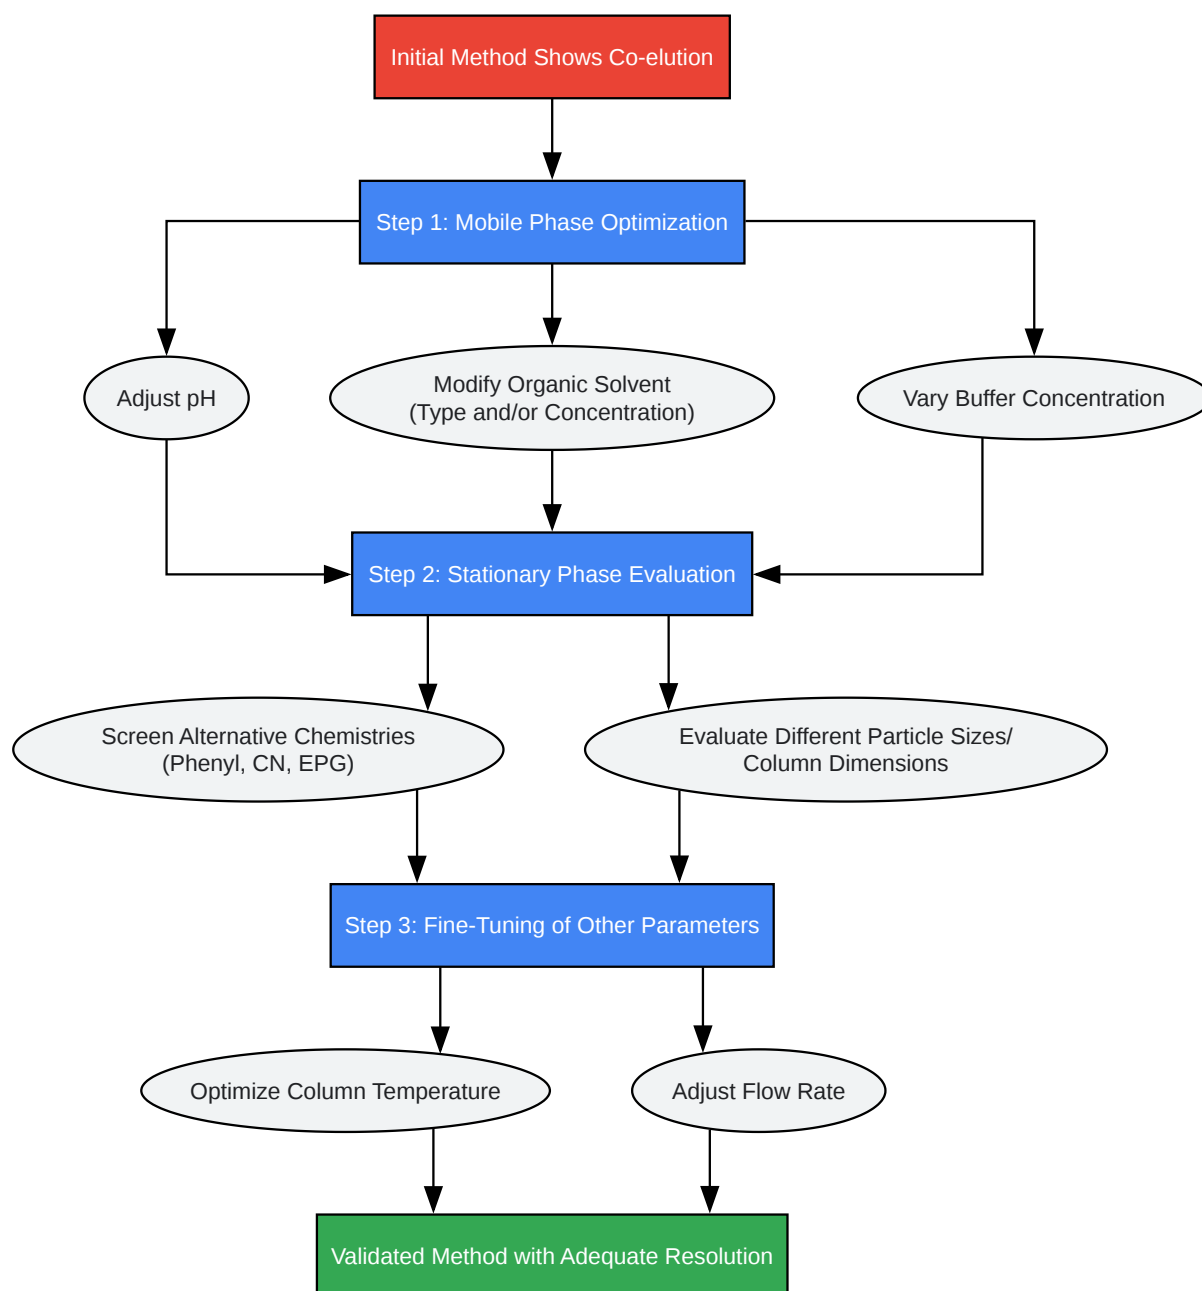 Initial Method Shows Co-elution
Step 1: Mobile Phase Optimization
Adjust pH
Modify Organic Solvent
(Type and/or Concentration)
Vary Buffer Concentration
Step 2: Stationary Phase Evaluation
Screen Alternative Chemistries
(Phenyl, CN, EPG)
Evaluate Different Particle Sizes/
Column Dimensions
Step 3: Fine-Tuning of Other Parameters
Optimize Column Temperature
Adjust Flow Rate
Validated Method with Adequate Resolution